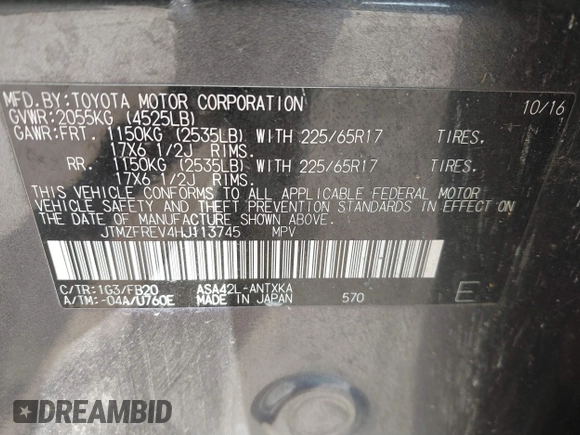 MFD.BY:TOYOTA MOTOR CORPORATION 10/16
GVWR:2055KG (4525LB)
GAWR:FRT. 1150KG (2535LB) WITH 225/65R17 TIRES.
17X6 1/2J RIMS.
RR. 1150KG (2535LB) WITH 225/65R17 TIRES.
17X6 1/2J RIMS.
THIS VEHICLE CONFORMS TO ALL APPLICABLE FEDERAL MOTOR
VEHICLE SAFETY AND THEFT PREVENTION STANDARDS IN EFFECT ON
THE DATE OF MANUFACTURE SHOWN ABOVE.
JTMZFREV4HJ113745 MPV
C/TR:1G3/FB20 ASA42L-ANTXKA
A/TM:-04A/U760E MADE IN JAPAN 570 E
DREAMBID